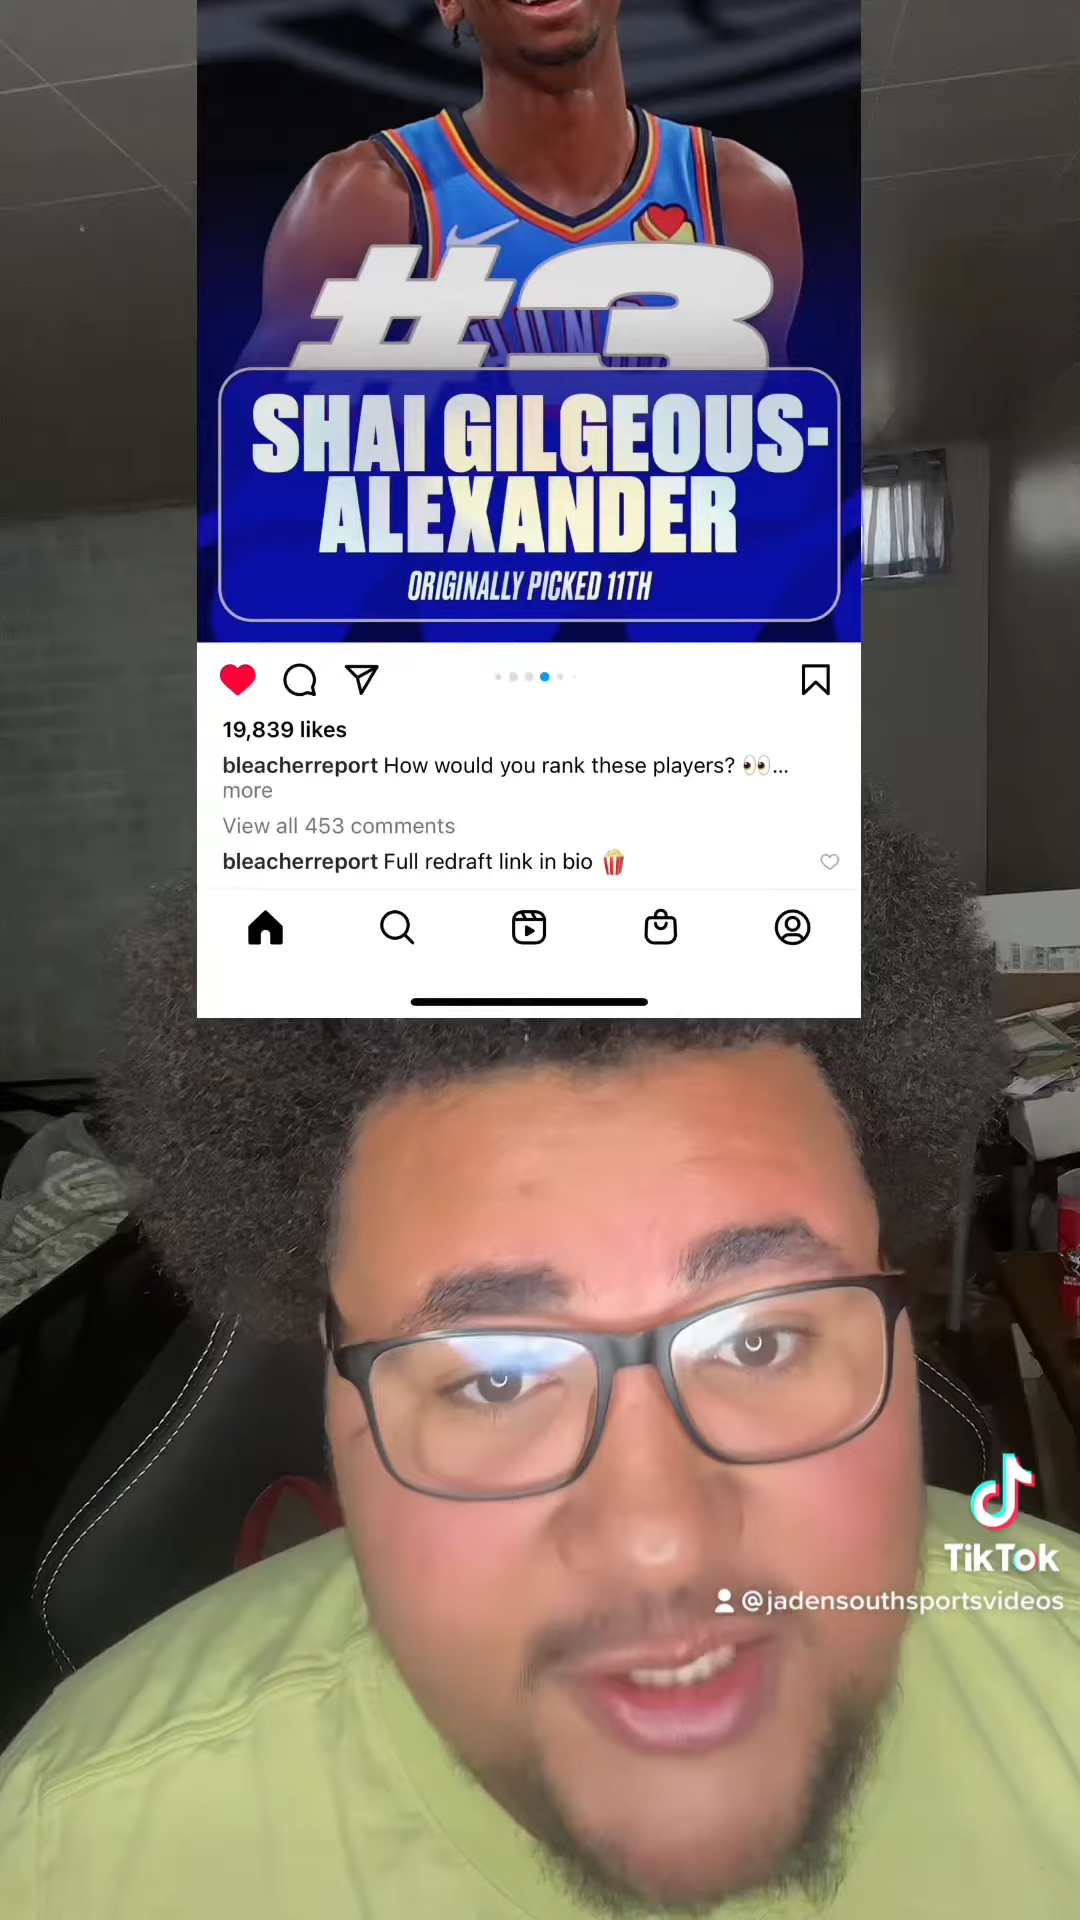 #3
SHAI GILGEOUS-
ALEXANDER
ORIGINALLY PICKED 11TH
19,839 likes
bleacherreport How would you rank these players? 👀...
more
View all 453 comments
bleacherreport Full redraft link in bio 🍿
TikTok
@jadensouthsportsvideos